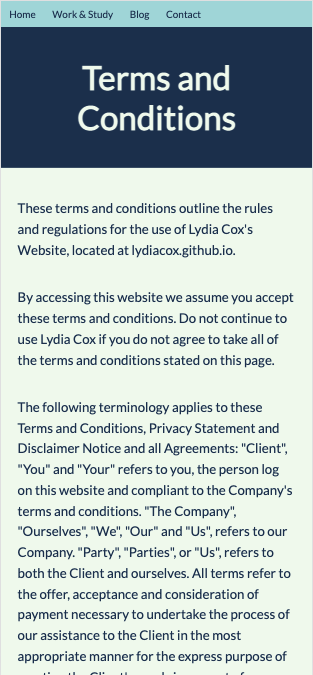 Home Work & Study Blog Contact
Terms and
Conditions
These terms and conditions outline the rules
and regulations for the use of Lydia Cox's
Website, located at lydiacox.github.io.
By accessing this website we assume you accept
these terms and conditions. Do not continue to
use Lydia Cox if you do not agree to take all of
the terms and conditions stated on this page.
The following terminology applies to these
Terms and Conditions, Privacy Statement and
Disclaimer Notice and all Agreements: "Client",
"You" and "Your" refers to you, the person log
on this website and compliant to the Company's
terms and conditions. "The Company",
"Ourselves", "We", "Our" and "Us", refers to our
Company. "Party", "Parties", or "Us", refers to
both the Client and ourselves. All terms refer to
the offer, acceptance and consideration of
payment necessary to undertake the process of
our assistance to the Client in the most
appropriate manner for the express purpose of